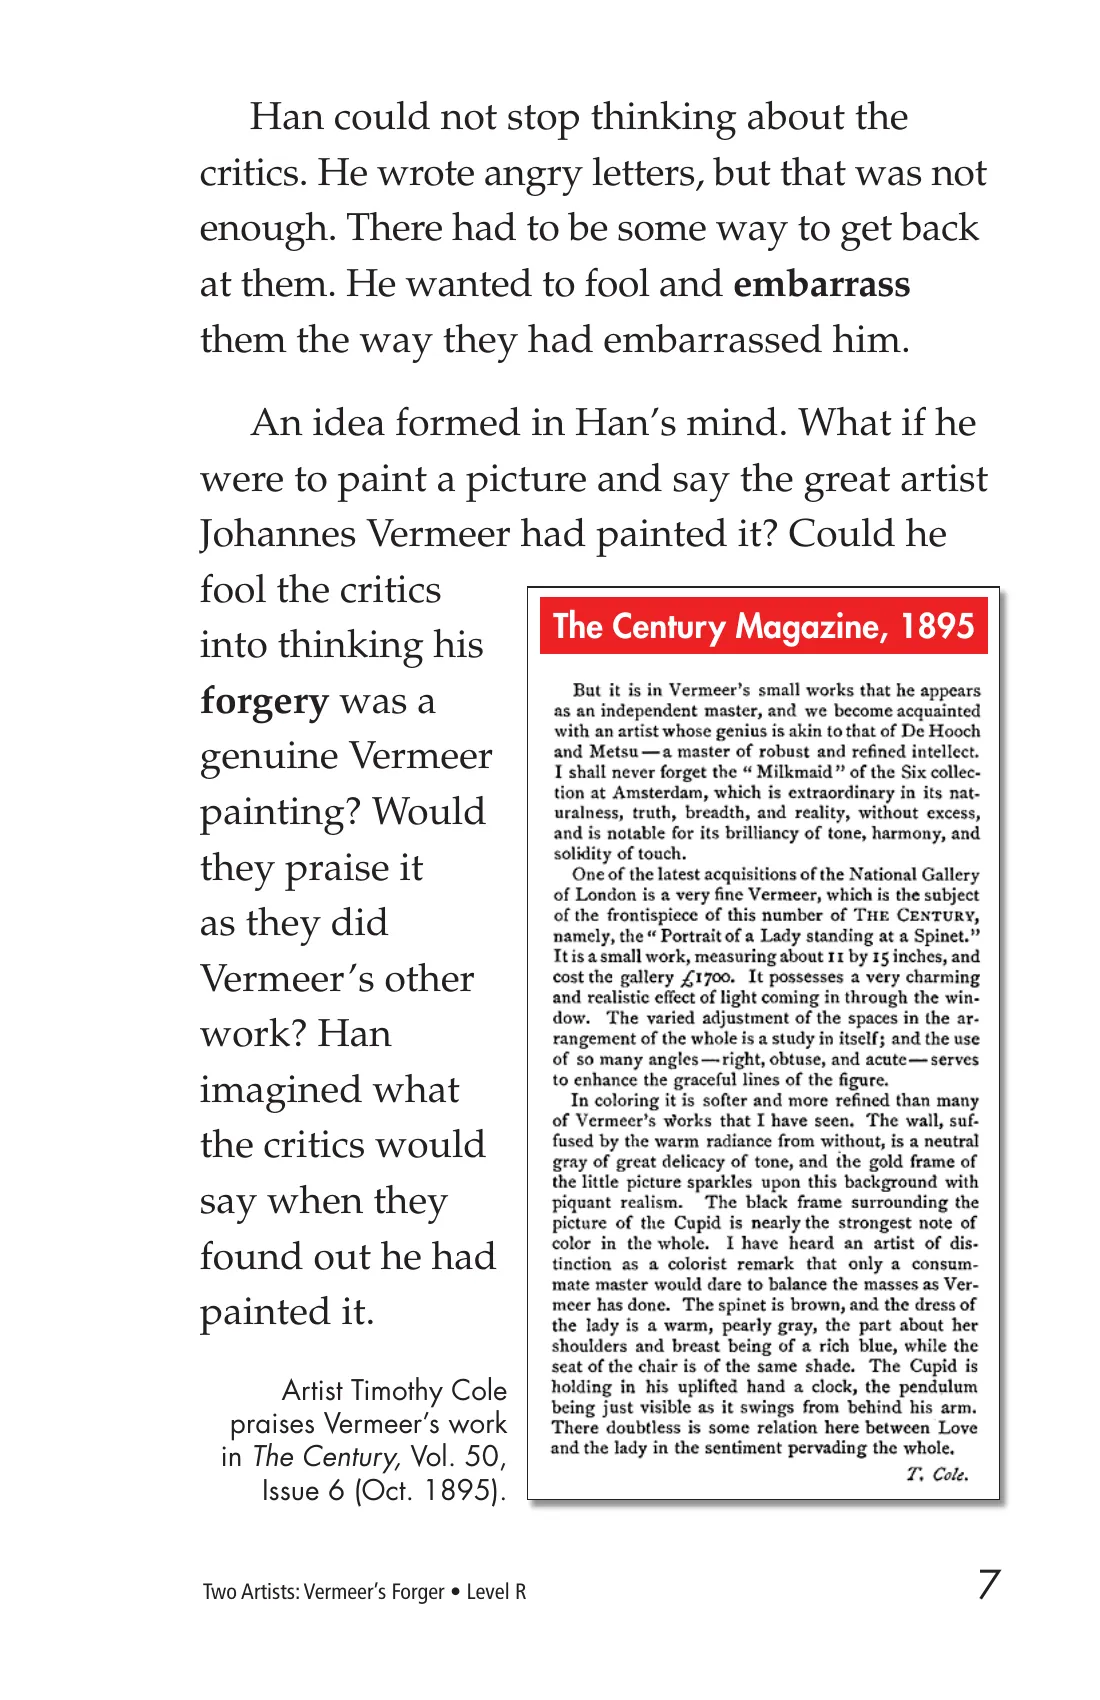 Han could not stop thinking about the
critics. He wrote angry letters, but that was not
enough. There had to be some way to get back
at them. He wanted to fool and embarrass
them the way they had embarrassed him.
An idea formed in Han's mind. What if he
were to paint a picture and say the great artist
Johannes Vermeer had painted it? Could he
fool the critics
into thinking his
forgery was a
genuine Vermeer
painting? Would
they praise it
as they did
Vermeer's other
work? Han
imagined what
the critics would
say when they
found out he had
painted it.
The Century Magazine, 1895
But it is in Vermeer's small works that he appears
as an independent master, and we become acquainted
with an artist whose genius is akin to that of De Hooch
and Metsu—a master of robust and refined intellect.
I shall never forget the "Milkmaid" of the Six collec-
tion at Amsterdam, which is extraordinary in its nat-
uralness, truth, breadth, and reality, without excess,
and is notable for its brilliancy of tone, harmony, and
solidity of touch.
One of the latest acquisitions of the National Gallery
of London is a very fine Vermeer, which is the subject
of the frontispiece of this number of THE CENTURY,
namely, the "Portrait of a Lady standing at a Spinet."
It is a small work, measuring about 11 by 15 inches, and
cost the gallery £1700. It possesses a very charming
and realistic effect of light coming in through the win-
dow. The varied adjustment of the spaces in the ar-
rangement of the whole is a study in itself; and the use
of so many angles—right, obtuse, and acute—serves
to enhance the graceful lines of the figure.
In coloring it is softer and more refined than many
of Vermeer's works that I have seen. The wall, suf-
fused by the warm radiance from without, is a neutral
gray of great delicacy of tone, and the gold frame of
the little picture sparkles upon this background with
piquant realism. The black frame surrounding the
picture of the Cupid is nearly the strongest note of
color in the whole. I have heard an artist of dis-
tinction as a colorist remark that only a consum-
mate master would dare to balance the masses as Ver-
meer has done. The spinet is brown, and the dress of
the lady is a warm, pearly gray, the part about her
shoulders and breast being of a rich blue, while the
seat of the chair is of the same shade. The Cupid is
holding in his uplifted hand a clock, the pendulum
being just visible as it swings from behind his arm.
There doubtless is some relation here between Love
and the lady in the sentiment pervading the whole.
T. Cole.
Artist Timothy Cole
praises Vermeer's work
in The Century, Vol. 50,
Issue 6 (Oct. 1895).
Two Artists: Vermeer's Forger • Level R
7